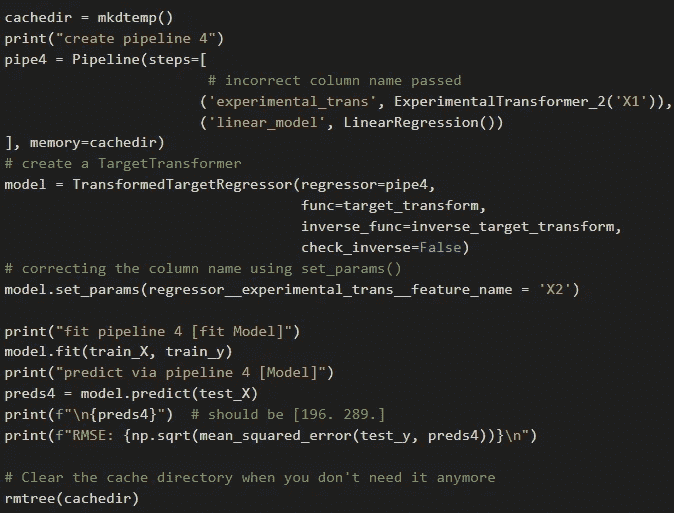 cachedir = mkdtemp()
print("create pipeline 4")
pipe4 = Pipeline(steps=[
                         # incorrect column name passed
                        ('experimental_trans', ExperimentalTransformer_2('X1')),
                        ('linear_model', LinearRegression())
], memory=cachedir)
# create a TargetTransformer
model = TransformedTargetRegressor(regressor=pipe4,
                                   func=target_transform,
                                   inverse_func=inverse_target_transform,
                                   check_inverse=False)
# correcting the column name using set_params()
model.set_params(regressor__experimental_trans__feature_name = 'X2')

print("fit pipeline 4 [fit Model]")
model.fit(train_X, train_y)
print("predict via pipeline 4 [Model]")
preds4 = model.predict(test_X)
print(f"\n{preds4}")  # should be [196. 289.]
print(f"RMSE: {np.sqrt(mean_squared_error(test_y, preds4))}\n")

# Clear the cache directory when you don't need it anymore
rmtree(cachedir)